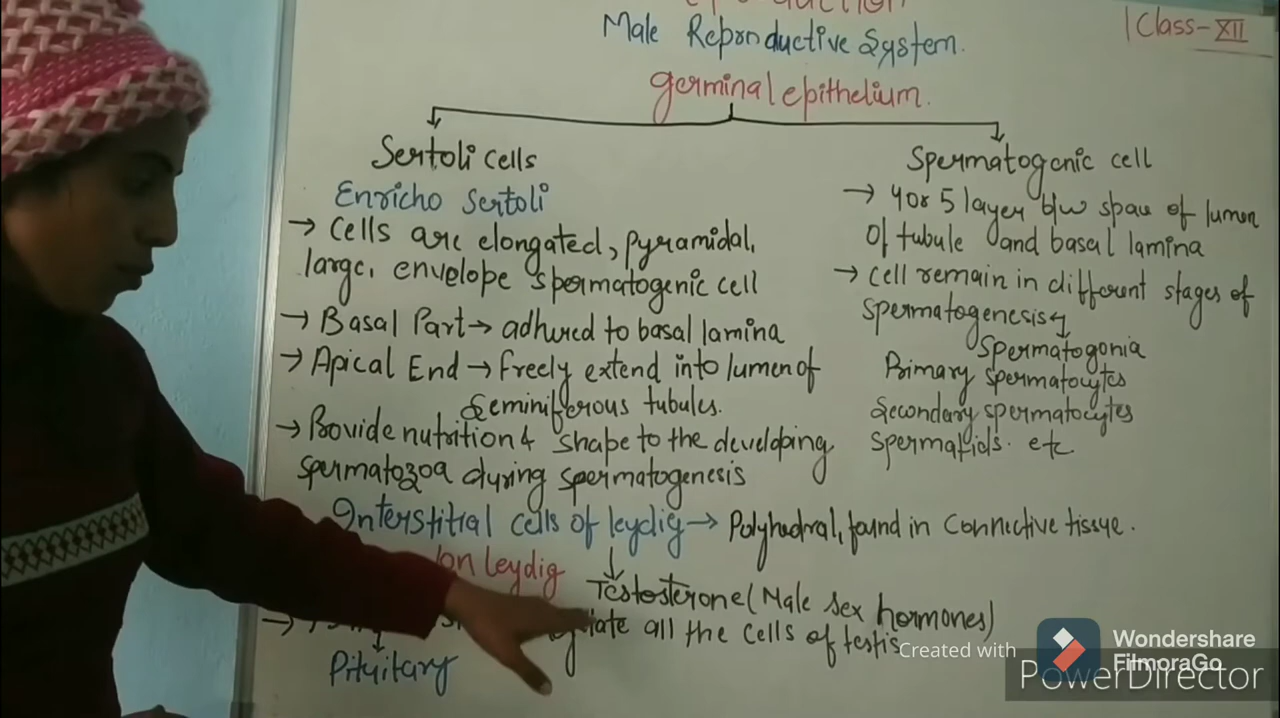 Male Reproductive System.
Class-XII
germinal epithelium.
Sertoli cells
Enricho Sertoli
→ Cells are elongated, pyramidal,
large, envelope spermatogenic cell
→ Basal Part → adhered to basal lamina
→ Apical End → freely extend into lumen of
Seminiferous tubules.
→ Provide nutrition & shape to the developing
spermatozoa during spermatogenesis
Spermatogenic cell
→ 4 or 5 layer b/w space of lumen
of tubule and basal lamina
→ cell remain in different stages of
spermatogenesis
Spermatogonia
Primary spermatocytes
Secondary spermatocytes
Spermatids. etc
Interstitial cells of leydig → Polyhedral, found in Connective tissue.
leydig
Testosterone (Male sex hormones)
all the cells of testis
Pituitary
Created with
Wondershare
FilmoraGo
PowerDirector